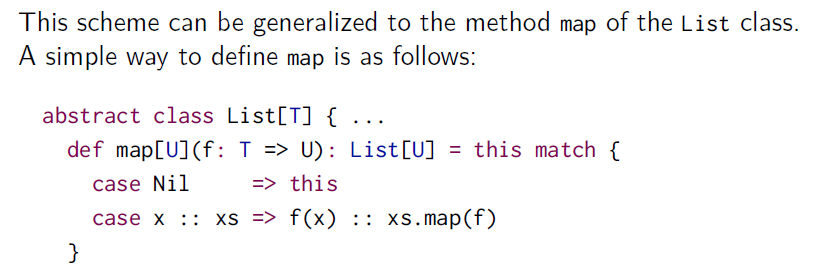 This scheme can be generalized to the method map of the List class.
A simple way to define map is as follows:
abstract class List[T] { ...
def map[U](f: T => U): List[U] = this match {
case Nil => this
case x :: xs => f(x) :: xs.map(f)
}